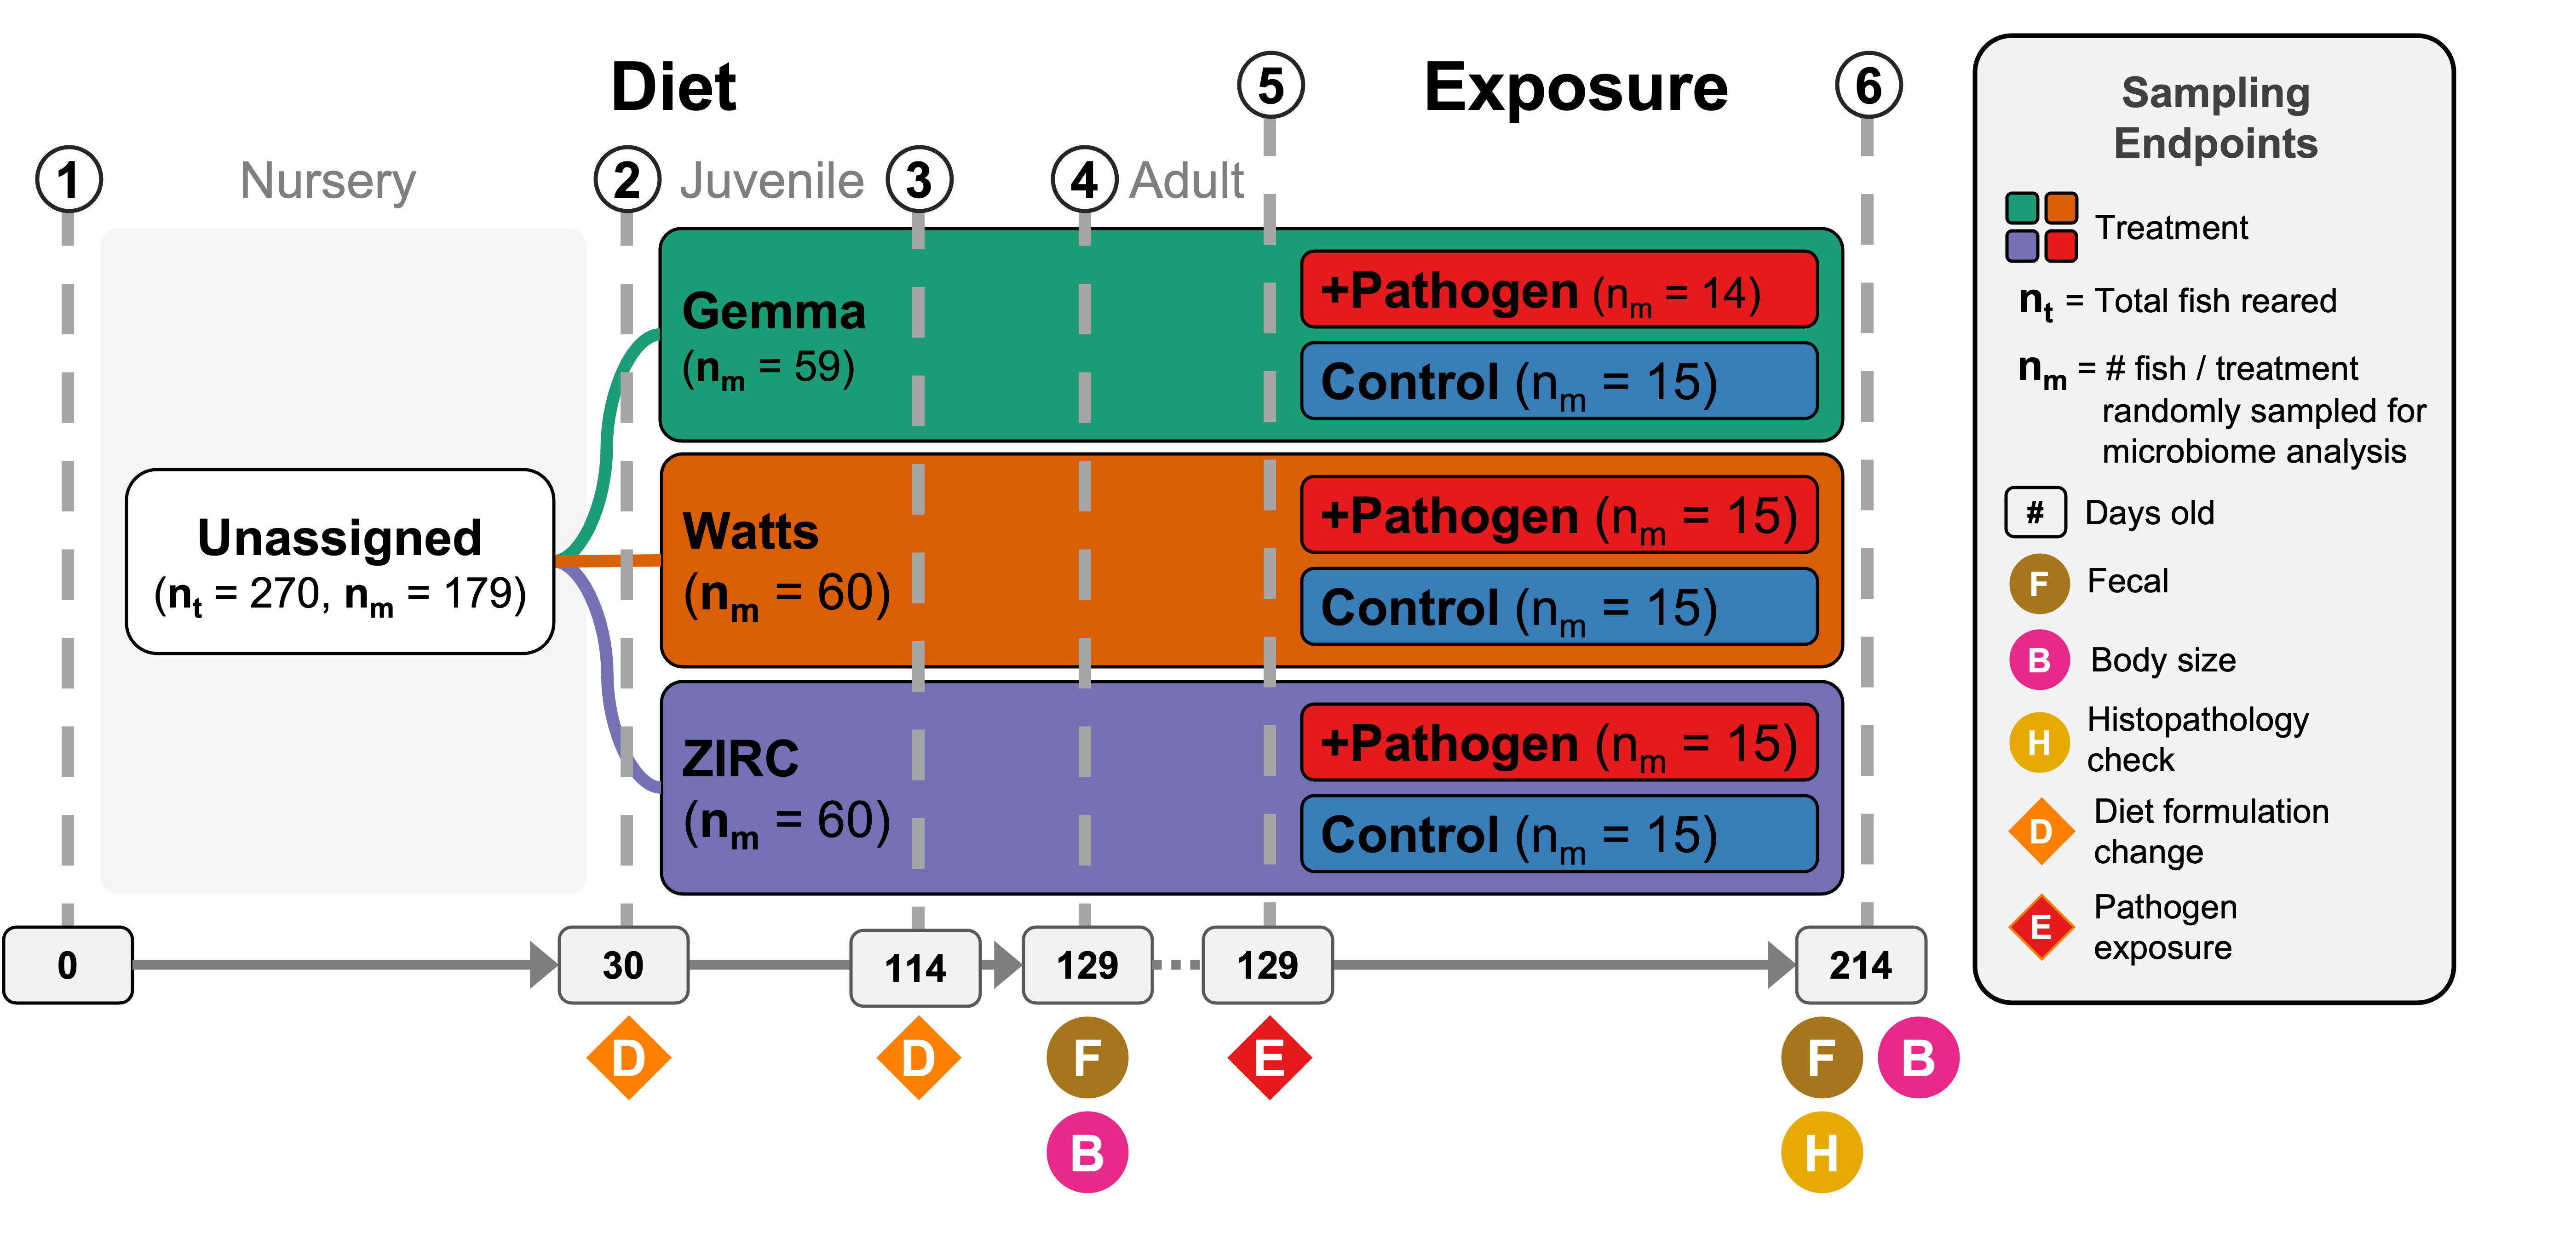 Diet
Exposure
1
Nursery
2
Juvenile
3
4
Adult
5
6
Unassigned
(nt = 270, nm = 179)
Gemma
(nm = 59)
+Pathogen (nm = 14)
Control (nm = 15)
Watts
(nm = 60)
+Pathogen (nm = 15)
Control (nm = 15)
ZIRC
(nm = 60)
+Pathogen (nm = 15)
Control (nm = 15)
0
30
114
129
129
214
D
D
F
B
E
F
B
H
Sampling
Endpoints
Treatment
nt = Total fish reared
nm = # fish / treatment
randomly sampled for
microbiome analysis
# Days old
F Fecal
B Body size
H Histopathology
check
D Diet formulation
change
E Pathogen
exposure